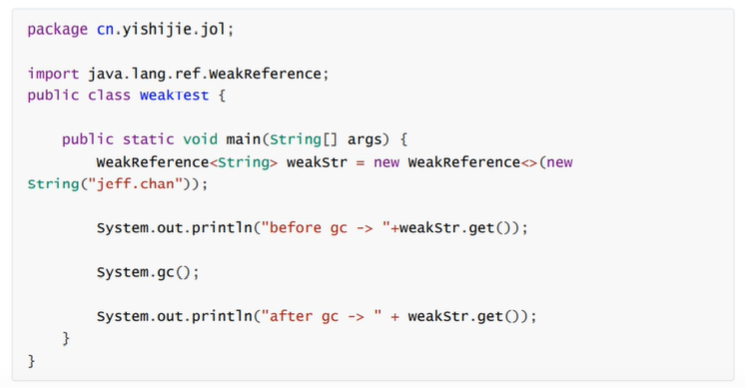 package cn.yishijie.jol;
import java.lang.ref.WeakReference;
public class weakTest {
public static void main(String[] args) {
WeakReference<String> weakStr = new WeakReference<>(new
String("jeff.chan"));
System.out.println("before gc -> "+weakStr.get());
System.gc();
System.out.println("after gc -> " + weakStr.get());
}
}